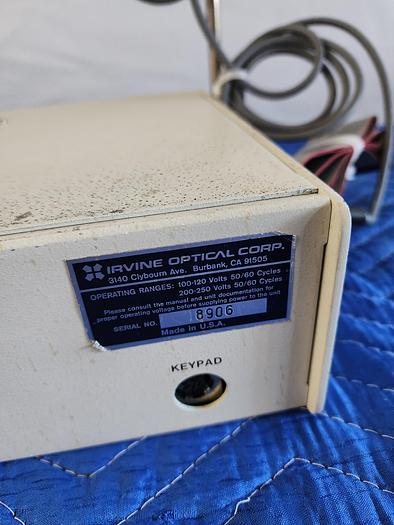 IRVINE OPTICAL CORP.
3140 Clybourn Ave. Burbank, CA 91505
OPERATING RANGES: 100-120 Volts 50/60 Cycles
200-250 Volts 50/60 Cycles
Please consult the manual and unit documentation for
proper operating voltage before supplying power to the unit
SERIAL NO. 8906
Made in U.S.A.
KEYPAD